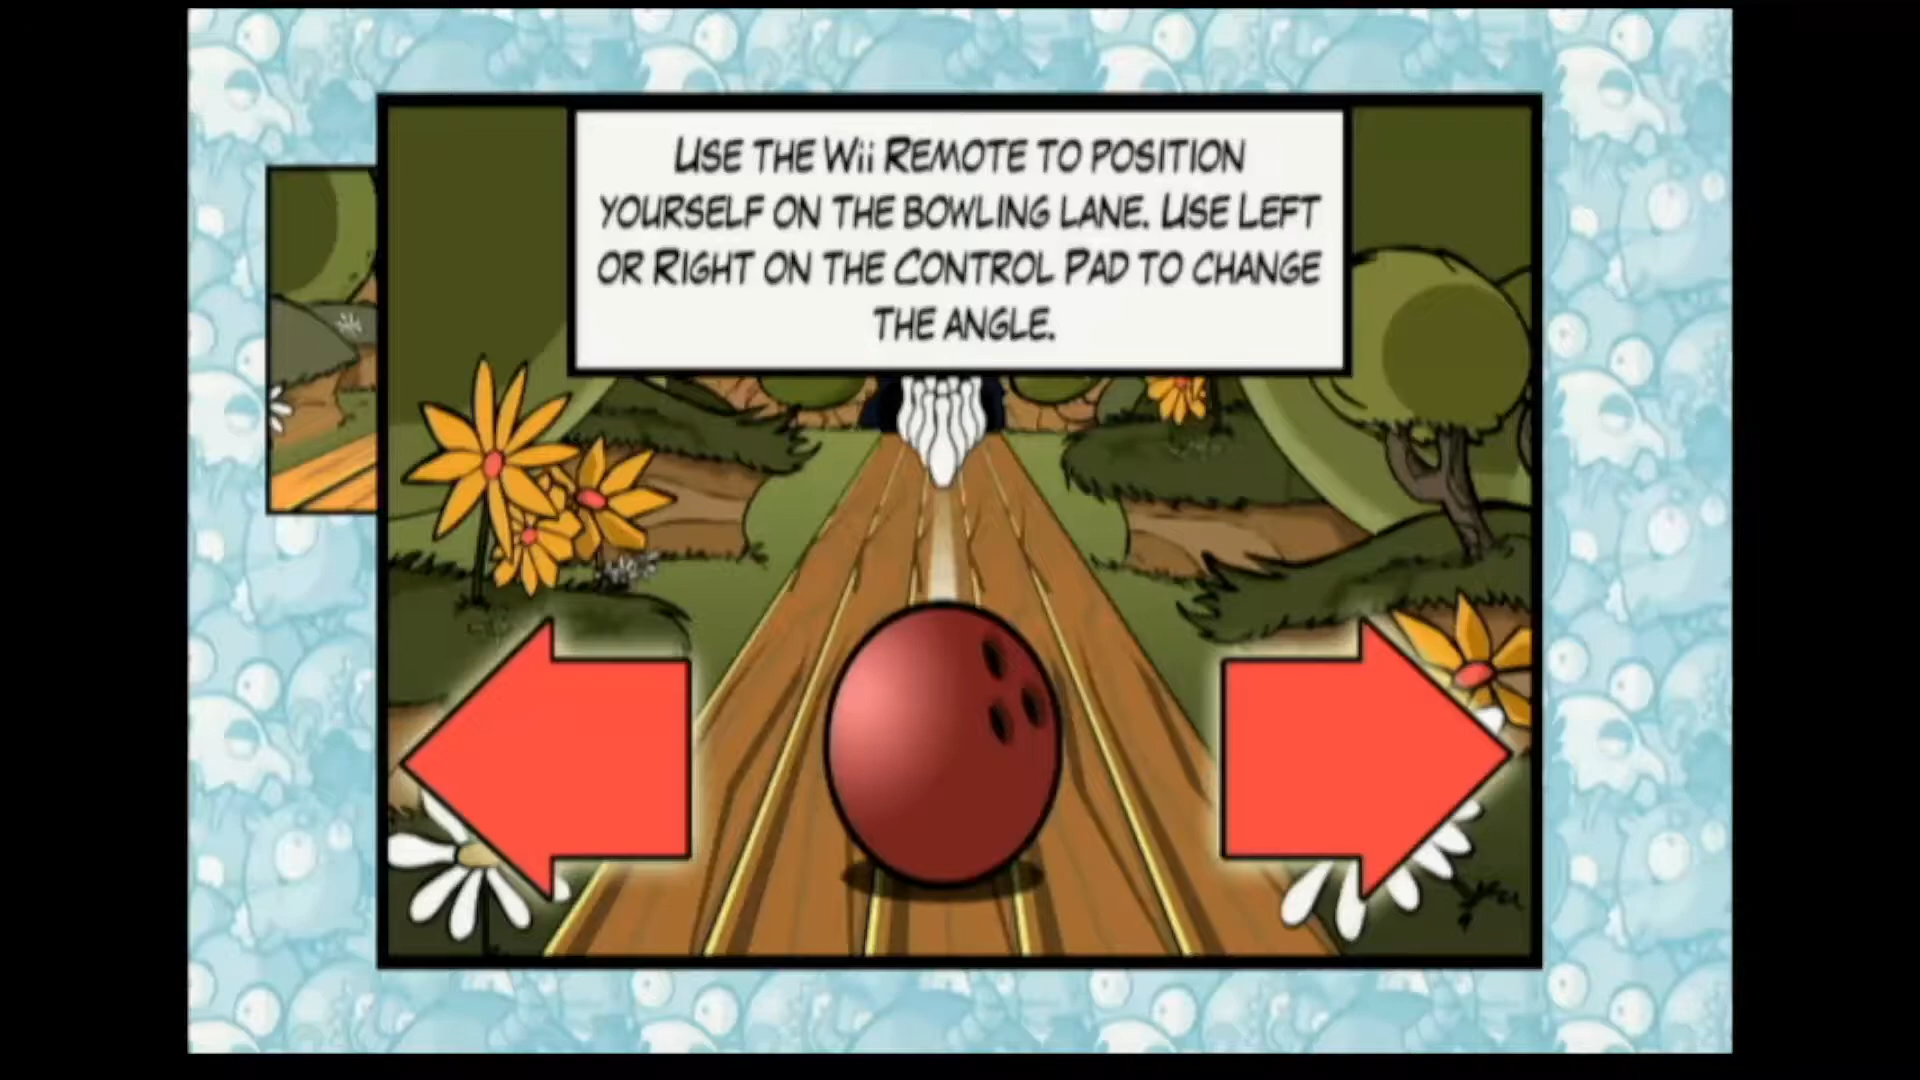 USE THE Wii REMOTE TO POSITION
YOURSELF ON THE BOWLING LANE. USE LEFT
OR RIGHT ON THE CONTROL PAD TO CHANGE
THE ANGLE.